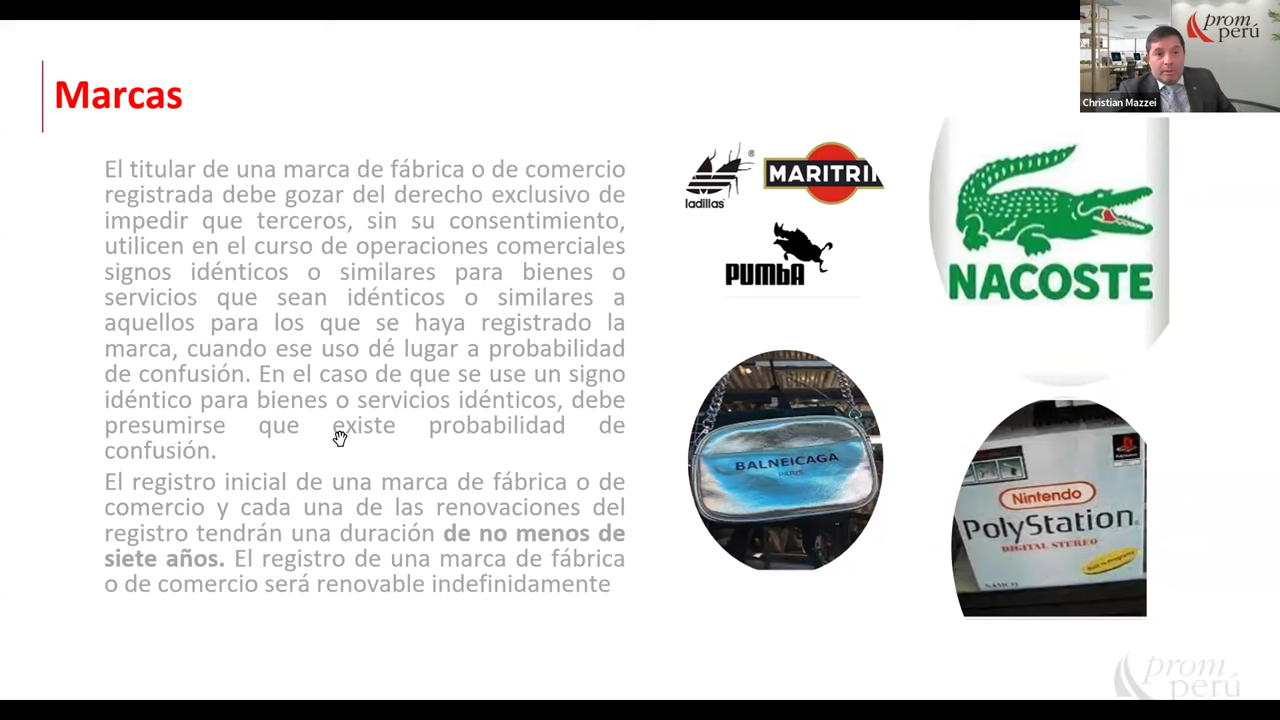 prom
perú
Christian Mazzei
Marcas
El titular de una marca de fábrica o de comercio
registrada debe gozar del derecho exclusivo de
impedir que terceros, sin su consentimiento,
utilicen en el curso de operaciones comerciales
signos idénticos o similares para bienes o
servicios que sean idénticos o similares a
aquellos para los que se haya registrado la
marca, cuando ese uso dé lugar a probabilidad
de confusión. En el caso de que se use un signo
idéntico para bienes o servicios idénticos, debe
presumirse que existe probabilidad de
confusión.
El registro inicial de una marca de fábrica o de
comercio y cada una de las renovaciones del
registro tendrán una duración de no menos de
siete años. El registro de una marca de fábrica
o de comercio será renovable indefinidamente
ladillas
MARITRI
PUMBA
NACOSTE
BALNEICAGA
PARIS
Nintendo
PolyStation
DIGITAL STEREO
NAMCO
prom
perú